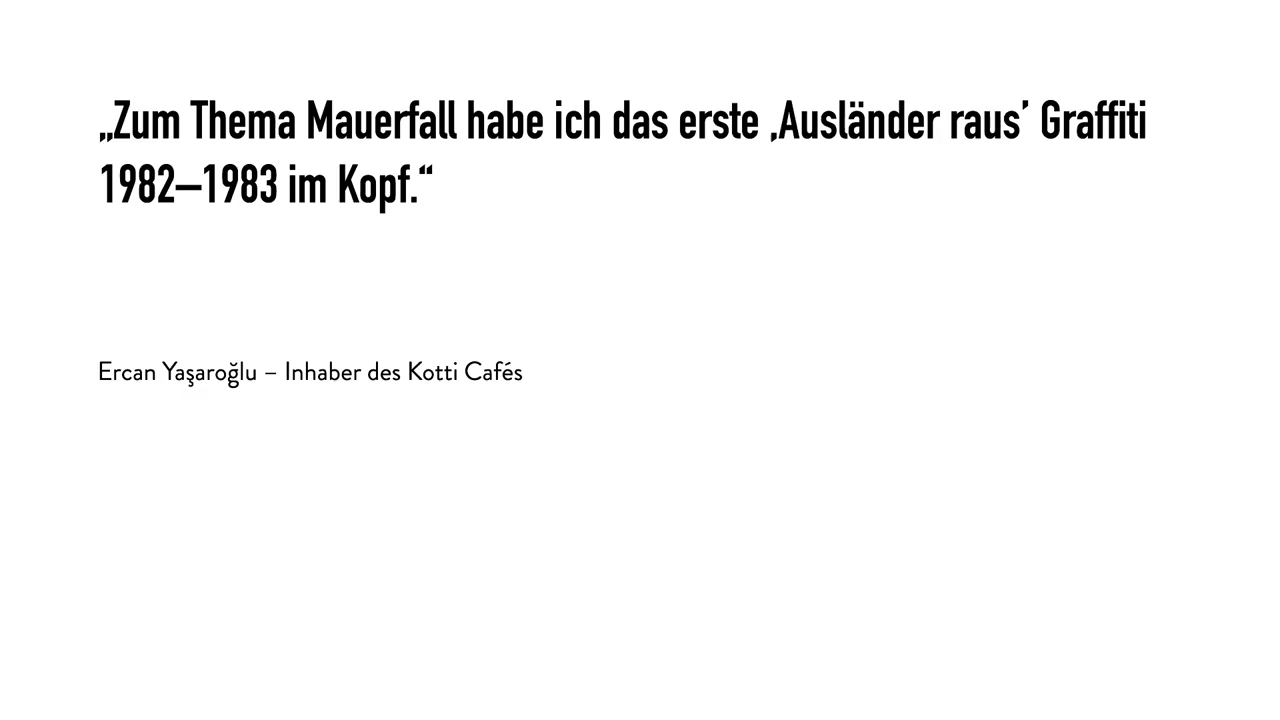 „Zum Thema Mauerfall habe ich das erste ‚Ausländer raus’ Graffiti
1982–1983 im Kopf.“
Ercan Yaşaroğlu – Inhaber des Kotti Cafés